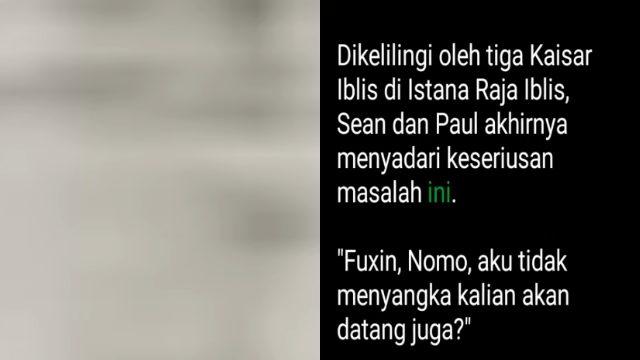 Dikelilingi oleh tiga Kaisar
Iblis di Istana Raja Iblis,
Sean dan Paul akhirnya
menyadari keseriusan
masalah ini.
"Fuxin, Nomo, aku tidak
menyangka kalian akan
datang juga?"